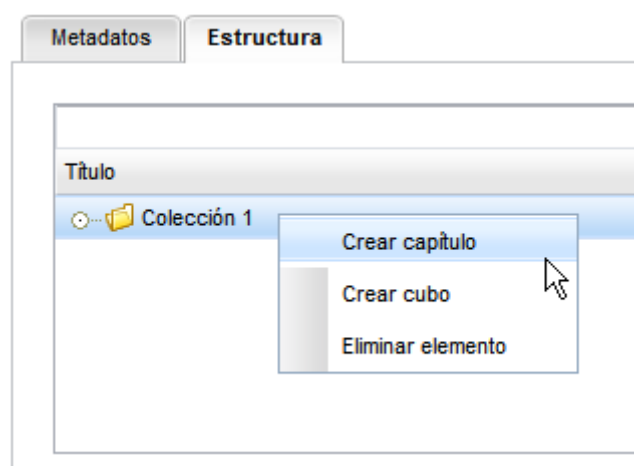 Metadatos
Estructura
Título
Colección 1
Crear capítulo
Crear cubo
Eliminar elemento